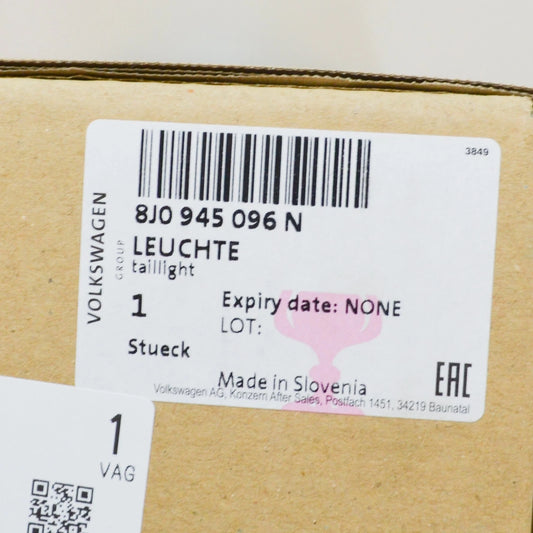 3849
VOLKSWAGEN
GROUP
8J0 945 096 N
LEUCHTE
taillight
1
Expiry date: NONE
LOT:
Stueck
Made in Slovenia
EAC
Volkswagen AG, Konzern After Sales, Postfach 1451, 34219 Baunatal
1
VAG